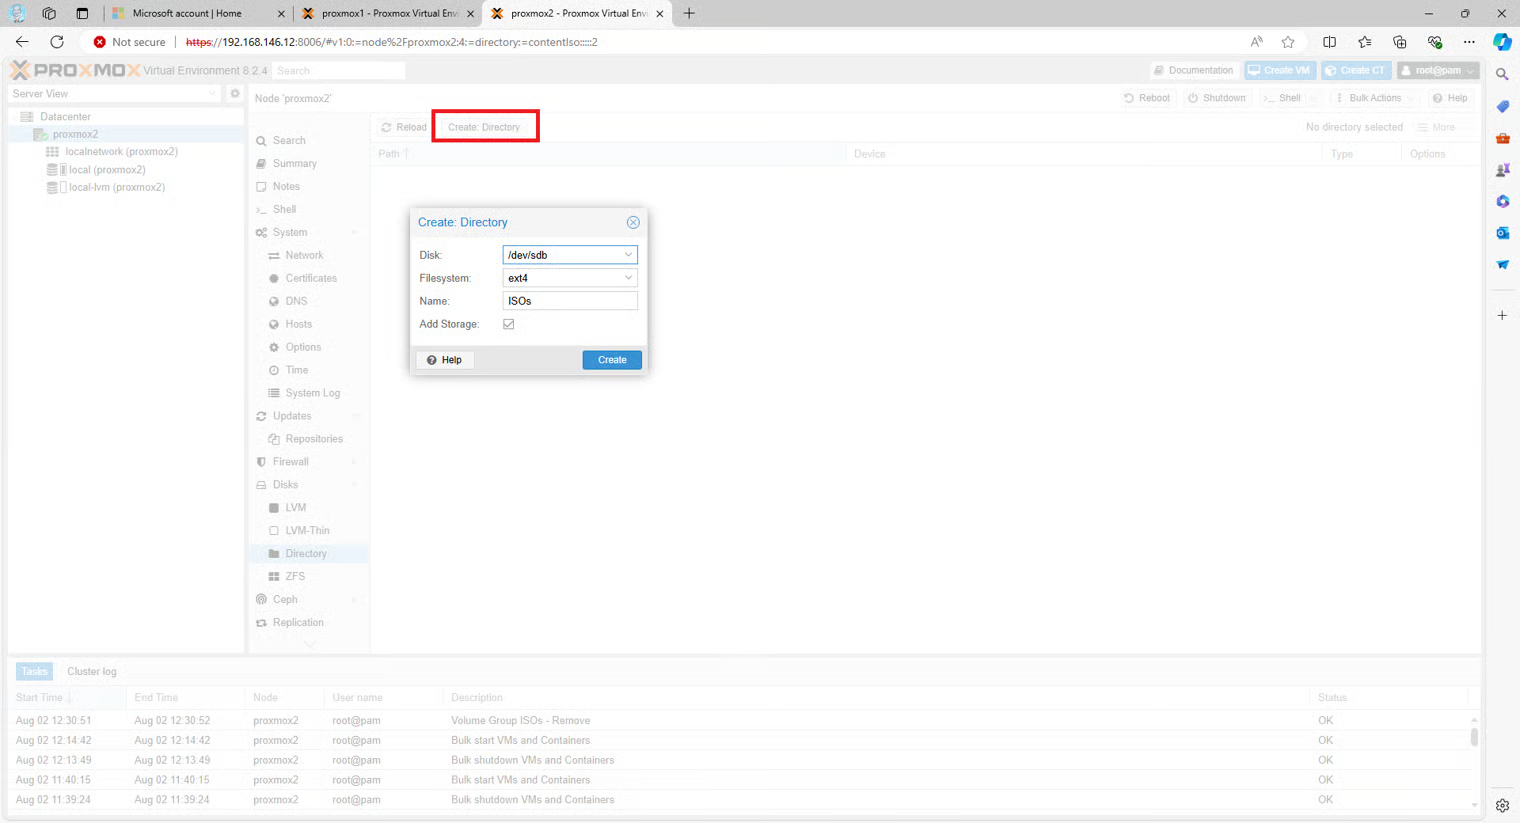 Microsoft account | Home
proxmox1 - Proxmox Virtual Envi
proxmox2 - Proxmox Virtual Envi
Not secure
https://192.168.146.12:8006/#v1:0:=node%2Fproxmox2:4:=directory:=contentIso:::::2
PROXMOX Virtual Environment 8.2.4 Search
Documentation Create VM Create CT root@pam
Server View
Node 'proxmox2'
Reboot Shutdown >_ Shell Bulk Actions Help
Datacenter
proxmox2
localnetwork (proxmox2)
local (proxmox2)
local-lvm (proxmox2)
Search
Summary
Notes
>_ Shell
System
Network
Certificates
DNS
Hosts
Options
Time
System Log
Updates
Repositories
Firewall
Disks
LVM
LVM-Thin
Directory
ZFS
Ceph
Replication
Reload Create: Directory
No directory selected More
Path Device Type Options
Create: Directory
Disk: /dev/sdb
Filesystem: ext4
Name: ISOs
Add Storage:
Help Create
Tasks Cluster log
Start Time End Time Node User name Description Status
Aug 02 12:30:51 Aug 02 12:30:52 proxmox2 root@pam Volume Group ISOs - Remove OK
Aug 02 12:14:42 Aug 02 12:14:42 proxmox2 root@pam Bulk start VMs and Containers OK
Aug 02 12:13:49 Aug 02 12:13:49 proxmox2 root@pam Bulk shutdown VMs and Containers OK
Aug 02 11:40:15 Aug 02 11:40:15 proxmox2 root@pam Bulk start VMs and Containers OK
Aug 02 11:39:24 Aug 02 11:39:24 proxmox2 root@pam Bulk shutdown VMs and Containers OK